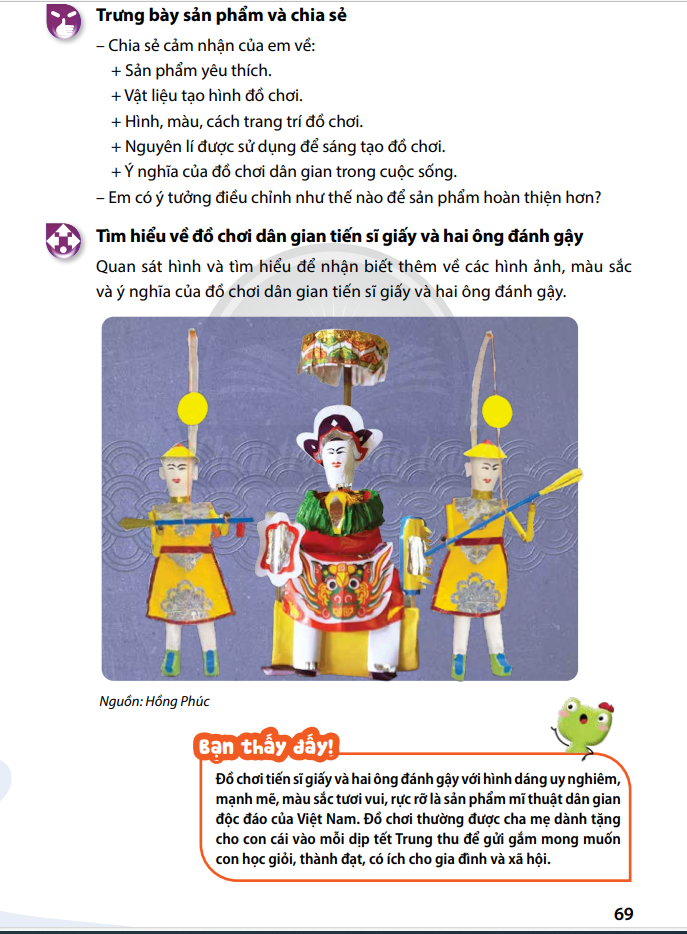 Trưng bày sản phẩm và chia sẻ
– Chia sẻ cảm nhận của em về:
+ Sản phẩm yêu thích.
+ Vật liệu tạo hình đồ chơi.
+ Hình, màu, cách trang trí đồ chơi.
+ Nguyên lí được sử dụng để sáng tạo đồ chơi.
+ Ý nghĩa của đồ chơi dân gian trong cuộc sống.
– Em có ý tưởng điều chỉnh như thế nào để sản phẩm hoàn thiện hơn?
Tìm hiểu về đồ chơi dân gian tiến sĩ giấy và hai ông đánh gậy
Quan sát hình và tìm hiểu để nhận biết thêm về các hình ảnh, màu sắc
và ý nghĩa của đồ chơi dân gian tiến sĩ giấy và hai ông đánh gậy.
Nguồn: Hồng Phúc
Bạn thấy đấy!
Đồ chơi tiến sĩ giấy và hai ông đánh gậy với hình dáng uy nghiêm,
mạnh mẽ, màu sắc tươi vui, rực rỡ là sản phẩm mĩ thuật dân gian
độc đáo của Việt Nam. Đồ chơi thường được cha mẹ dành tặng
cho con cái vào mỗi dịp tết Trung thu để gửi gắm mong muốn
con học giỏi, thành đạt, có ích cho gia đình và xã hội.
69